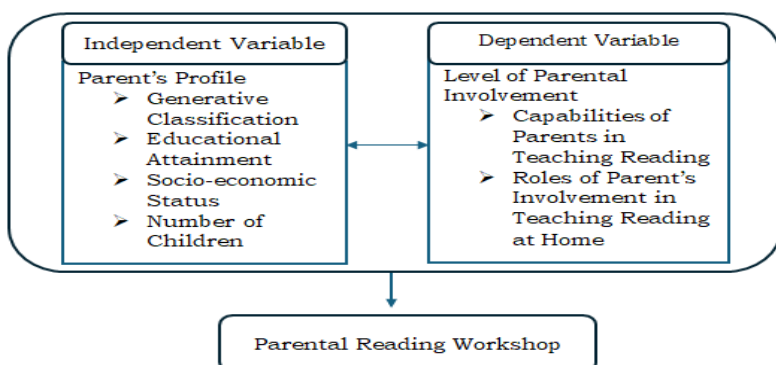 Independent Variable
Parent's Profile
➤ Generative
Classification
➤ Educational
Attainment
➤ Socio-economic
Status
➤ Number of
Children
Dependent Variable
Level of Parental
Involvement
➤ Capabilities of
Parents in
Teaching Reading
➤ Roles of Parent's
Involvement in
Teaching Reading
at Home
Parental Reading Workshop